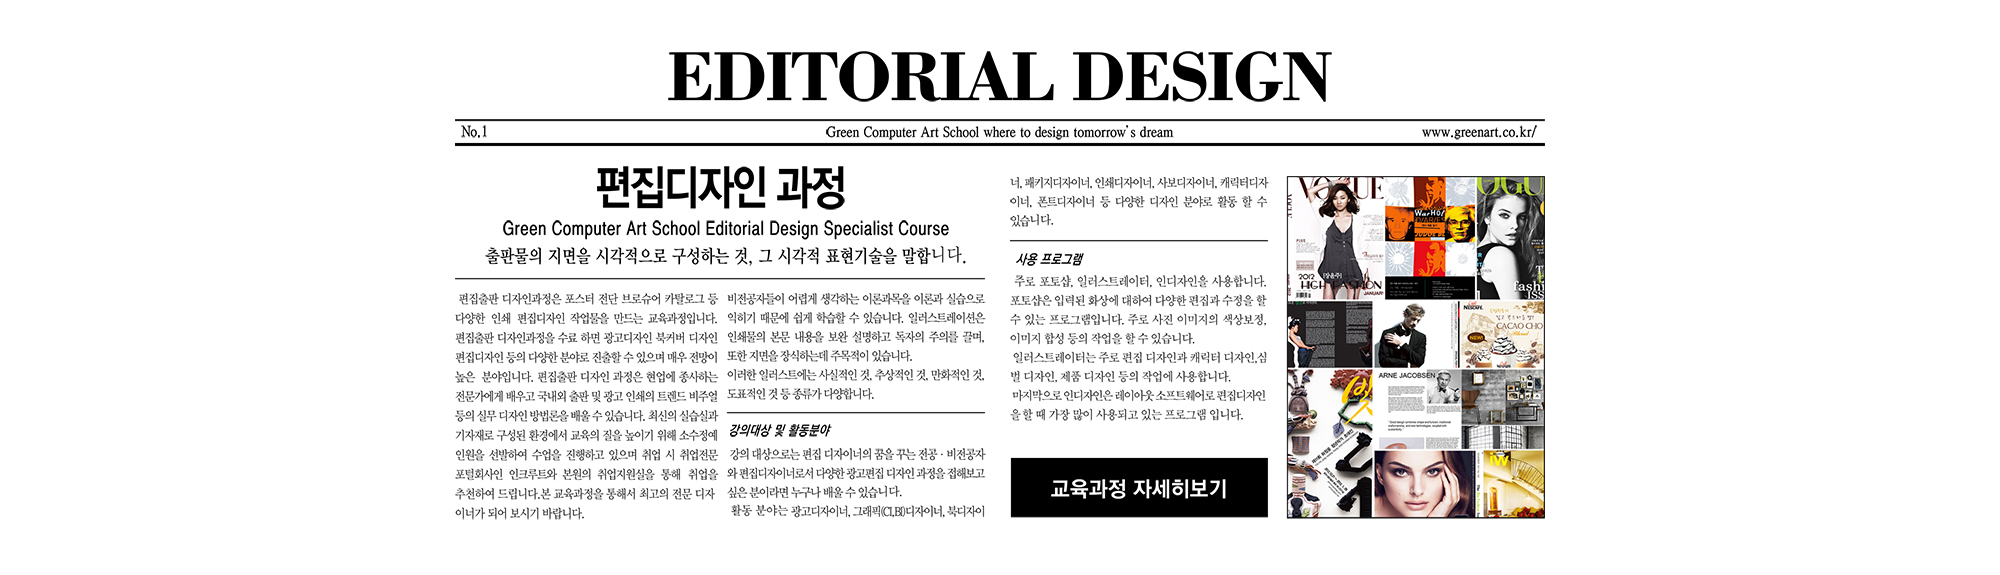 EDITORIAL DESIGN
No.1
Green Computer Art School where to design tomorrow's dream
www.greenart.co.kr/
편집디자인 과정
Green Computer Art School Editorial Design Specialist Course
출판물의 지면을 시각적으로 구성하는 것, 그 시각적 표현기술을 말합니다.
편집출판 디자인과정은 포스터 전단 브로슈어 카탈로그 등
다양한 인쇄 편집디자인 작업물을 만드는 교육과정입니다.
편집출판 디자인과정을 수료 하면 광고디자인 북커버 디자인
편집디자인 등의 다양한 분야로 진출할 수 있으며 매우 전망이
높은 분야입니다. 편집출판 디자인 과정은 현업에 종사하는
전문가에게 배우고 국내외 출판 및 광고 인쇄의 트렌드 비주얼
등의 실무 디자인 방법론을 배울 수 있습니다. 최신의 실습실과
기자재로 구성된 환경에서 교육의 질을 높이기 위해 소수정예
인원을 선발하여 수업을 진행하고 있으며 취업 시 취업전문
포털회사인 인크루트와 본원의 취업지원실을 통해 취업을
추천하여 드립니다.본 교육과정을 통해서 최고의 전문 디자
이너가 되어 보시기 바랍니다.
비전공자들이 어렵게 생각하는 이론과목을 이론과 실습으로
익히기 때문에 쉽게 학습할 수 있습니다. 일러스트레이션은
인쇄물의 본문 내용을 보완 설명하고 독자의 주의를 끌며,
또한 지면을 장식하는데 주목적이 있습니다.
이러한 일러스트에는 사실적인 것, 추상적인 것, 만화적인 것,
도표적인 것 등 종류가 다양합니다.
강의대상 및 활동분야
강의 대상으로는 편집 디자이너의 꿈을 꾸는 전공 · 비전공자
와 편집디자이너로서 다양한 광고편집 디자인 과정을 접해보고
싶은 분이라면 누구나 배울 수 있습니다.
활동 분야는 광고디자이너, 그래픽(CI,BI)디자이너, 북디자이
너, 패키지디자이너, 인쇄디자이너, 사보디자이너, 캐릭터디자
이너, 폰트디자이너 등 다양한 디자인 분야로 활동 할 수
있습니다.
사용 프로그램
주로 포토샵, 일러스트레이터, 인디자인을 사용합니다.
포토샵은 입력된 화상에 대하여 다양한 편집과 수정을 할
수 있는 프로그램입니다. 주로 사진 이미지의 색상보정,
이미지 합성 등의 작업을 할 수 있습니다.
일러스트레이터는 주로 편집 디자인과 캐릭터 디자인,심
벌 디자인, 제품 디자인 등의 작업에 사용합니다.
마지막으로 인디자인은 레이아웃 소프트웨어로 편집디자인
을 할 때 가장 많이 사용되고 있는 프로그램 입니다.
교육과정 자세히보기
VOGUE
2012
[장윤주]
HIGH FASHION
JANUARY
WARHOL
OGU
fashi
ISS
NESCAFE
CACAO CHO
NEW!
ARNE JACOBSEN
iw